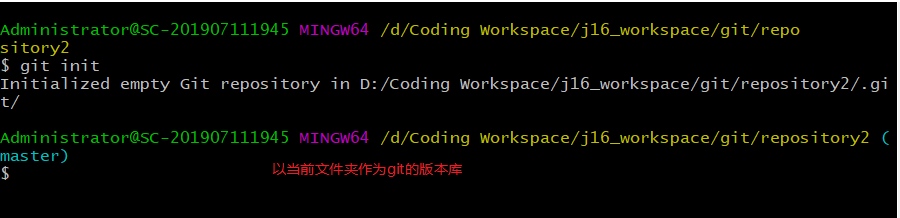 Administrator@SC-201907111945 MINGW64 /d/Coding Workspace/j16_workspace/git/repo
sitory2
$ git init
Initialized empty Git repository in D:/Coding Workspace/j16_workspace/git/repository2/.gi
t/
Administrator@SC-201907111945 MINGW64 /d/Coding Workspace/j16_workspace/git/repository2 (
master)
$
以当前文件夹作为git的版本库